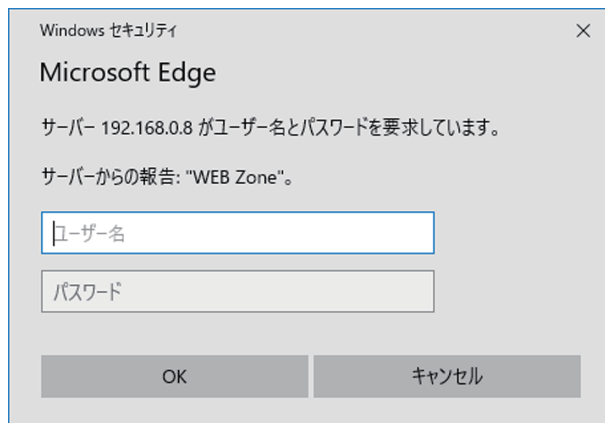 Windows セキュリティ
Microsoft Edge
サーバー 192.168.0.8 がユーザー名とパスワードを要求しています。
サーバーからの報告: "WEB Zone"。
ユーザー名
パスワード
OK キャンセル